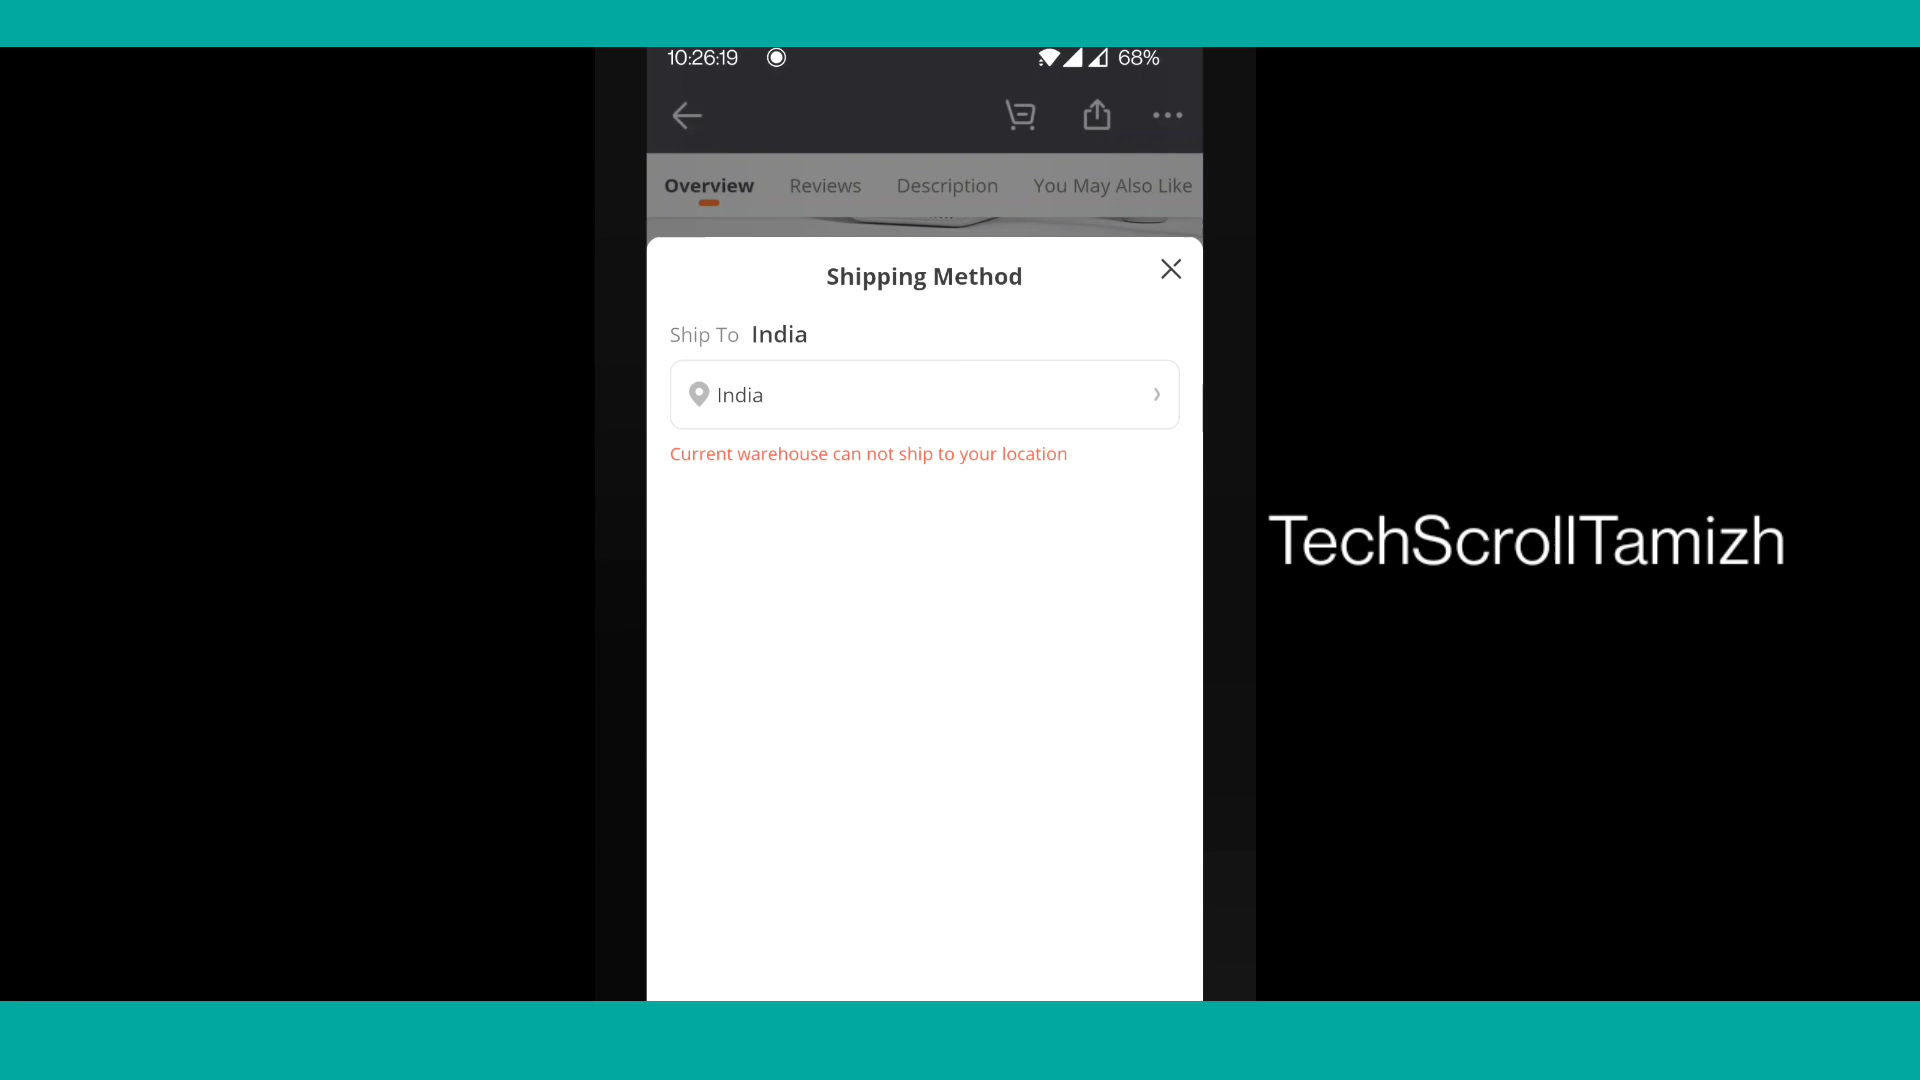 10:26:19 68%
Overview Reviews Description You May Also Like
Shipping Method
Ship To India
India
Current warehouse can not ship to your location
TechScrollTamizh